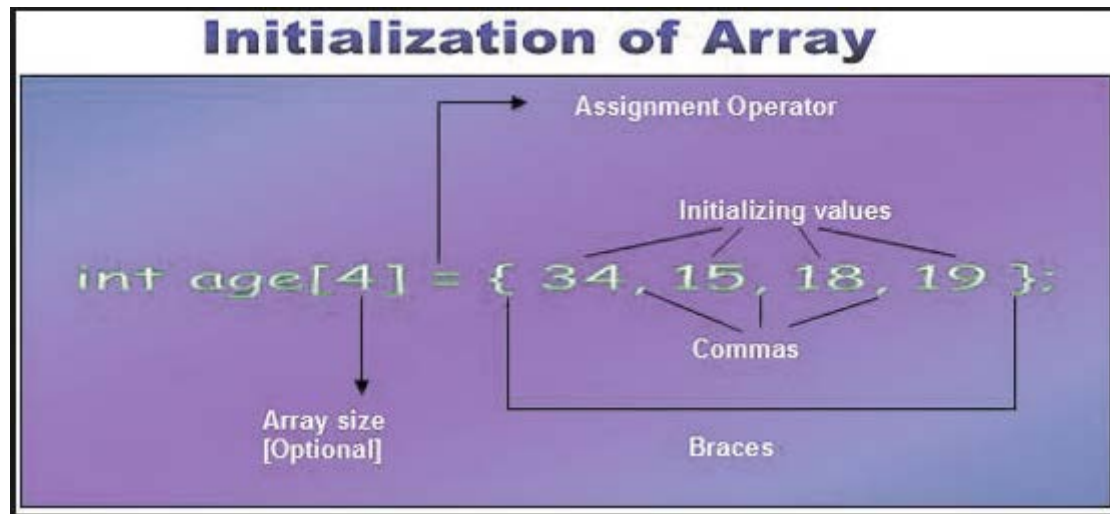 Initialization of Array
Assignment Operator
Initializing values
int age[4] = { 34, 15, 18, 19 };
Commas
Array size
[Optional]
Braces